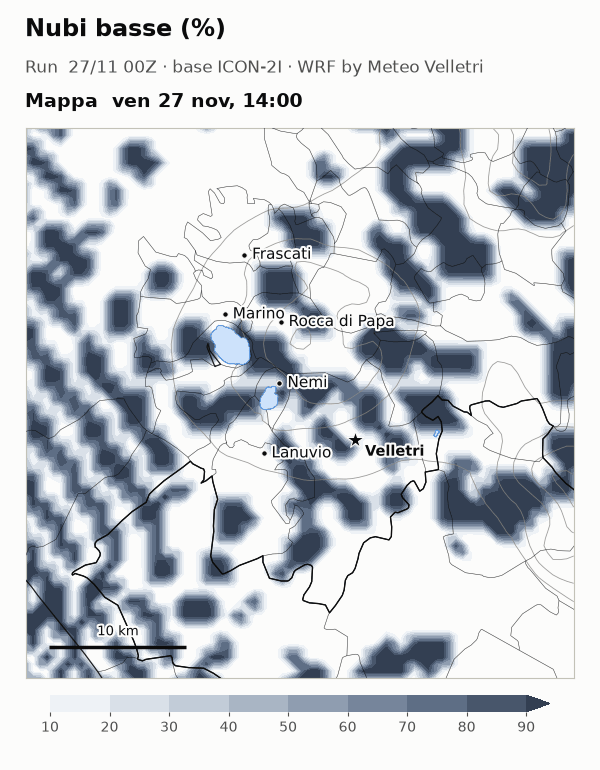 Nubi basse (%)
Run  27/11 00Z · base ICON-2I · WRF by Meteo Velletri
Mappa  ven 27 nov, 14:00
Frascati
Marino
Rocca di Papa
Nemi
Velletri
Lanuvio
10 km
10 20 30 40 50 60 70 80 90